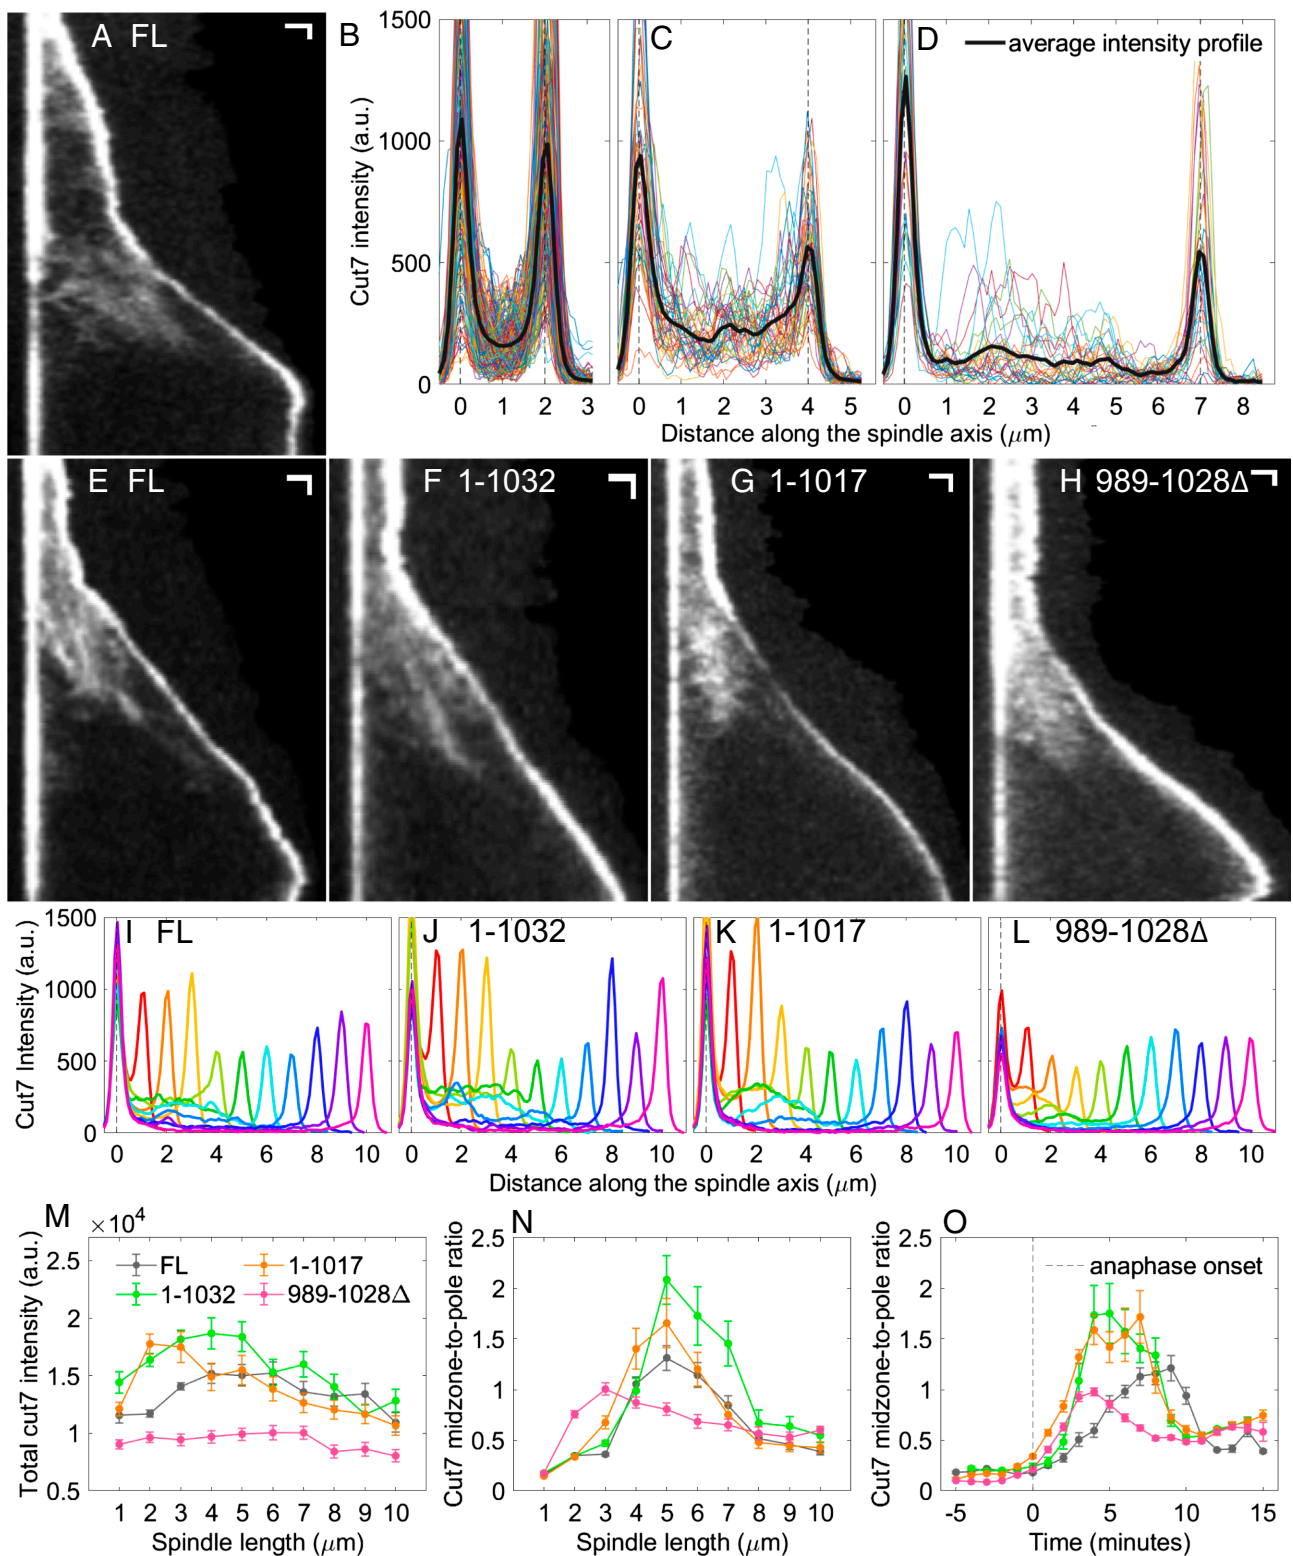 A FL
B
C
D
average intensity profile
Cut7 intensity (a.u.)
1500
1000
500
0
0 1 2 3
0 1 2 3 4 5
0 1 2 3 4 5 6 7 8
Distance along the spindle axis (μm)
E FL
F 1-1032
G 1-1017
H 989-1028Δ
I FL
J 1-1032
K 1-1017
L 989-1028Δ
Cut7 Intensity (a.u.)
1500
1000
500
0
0 2 4 6 8 10
0 2 4 6 8 10
0 2 4 6 8 10
0 2 4 6 8 10
Distance along the spindle axis (μm)
M
×10⁴
Total cut7 intensity (a.u.)
2.5
2
1.5
1
0.5
FL
1-1017
1-1032
989-1028Δ
1 2 3 4 5 6 7 8 9 10
Spindle length (μm)
N
Cut7 midzone-to-pole ratio
2.5
2
1.5
1
0.5
0
1 2 3 4 5 6 7 8 9 10
Spindle length (μm)
O
Cut7 midzone-to-pole ratio
2.5
2
1.5
1
0.5
0
anaphase onset
-5 0 5 10 15
Time (minutes)